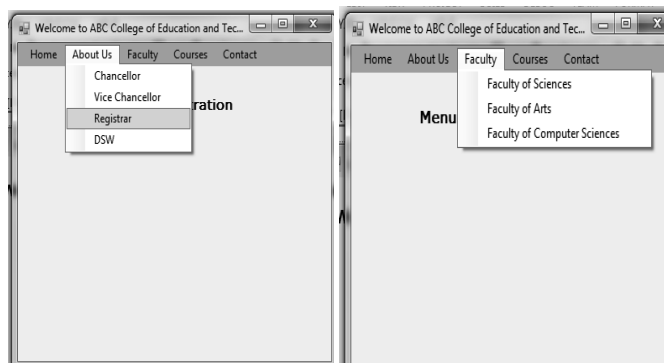 Welcome to ABC College of Education and Tec...
Home About Us Faculty Courses Contact
Chancellor
Vice Chancellor
Registrar
DSW
ration
Welcome to ABC College of Education and Tec...
Home About Us Faculty Courses Contact
Faculty of Sciences
Faculty of Arts
Faculty of Computer Sciences
Menu